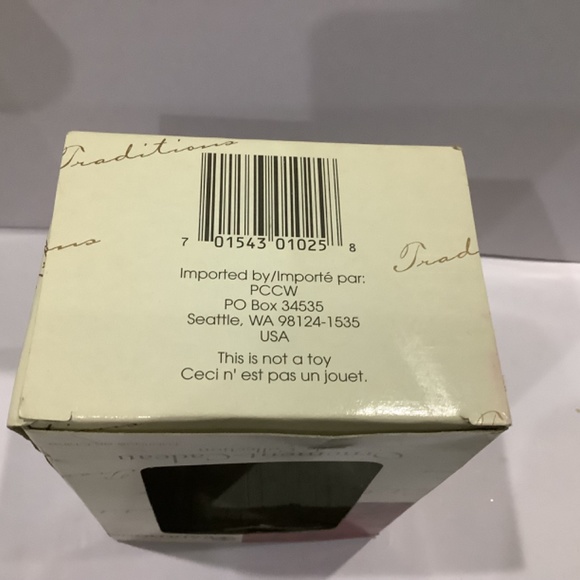 Traditions
7 01543 01025 8
Trad
Imported by/Importé par:
PCCW
PO Box 34535
Seattle, WA 98124-1535
USA
This is not a toy
Ceci n' est pas un jouet.